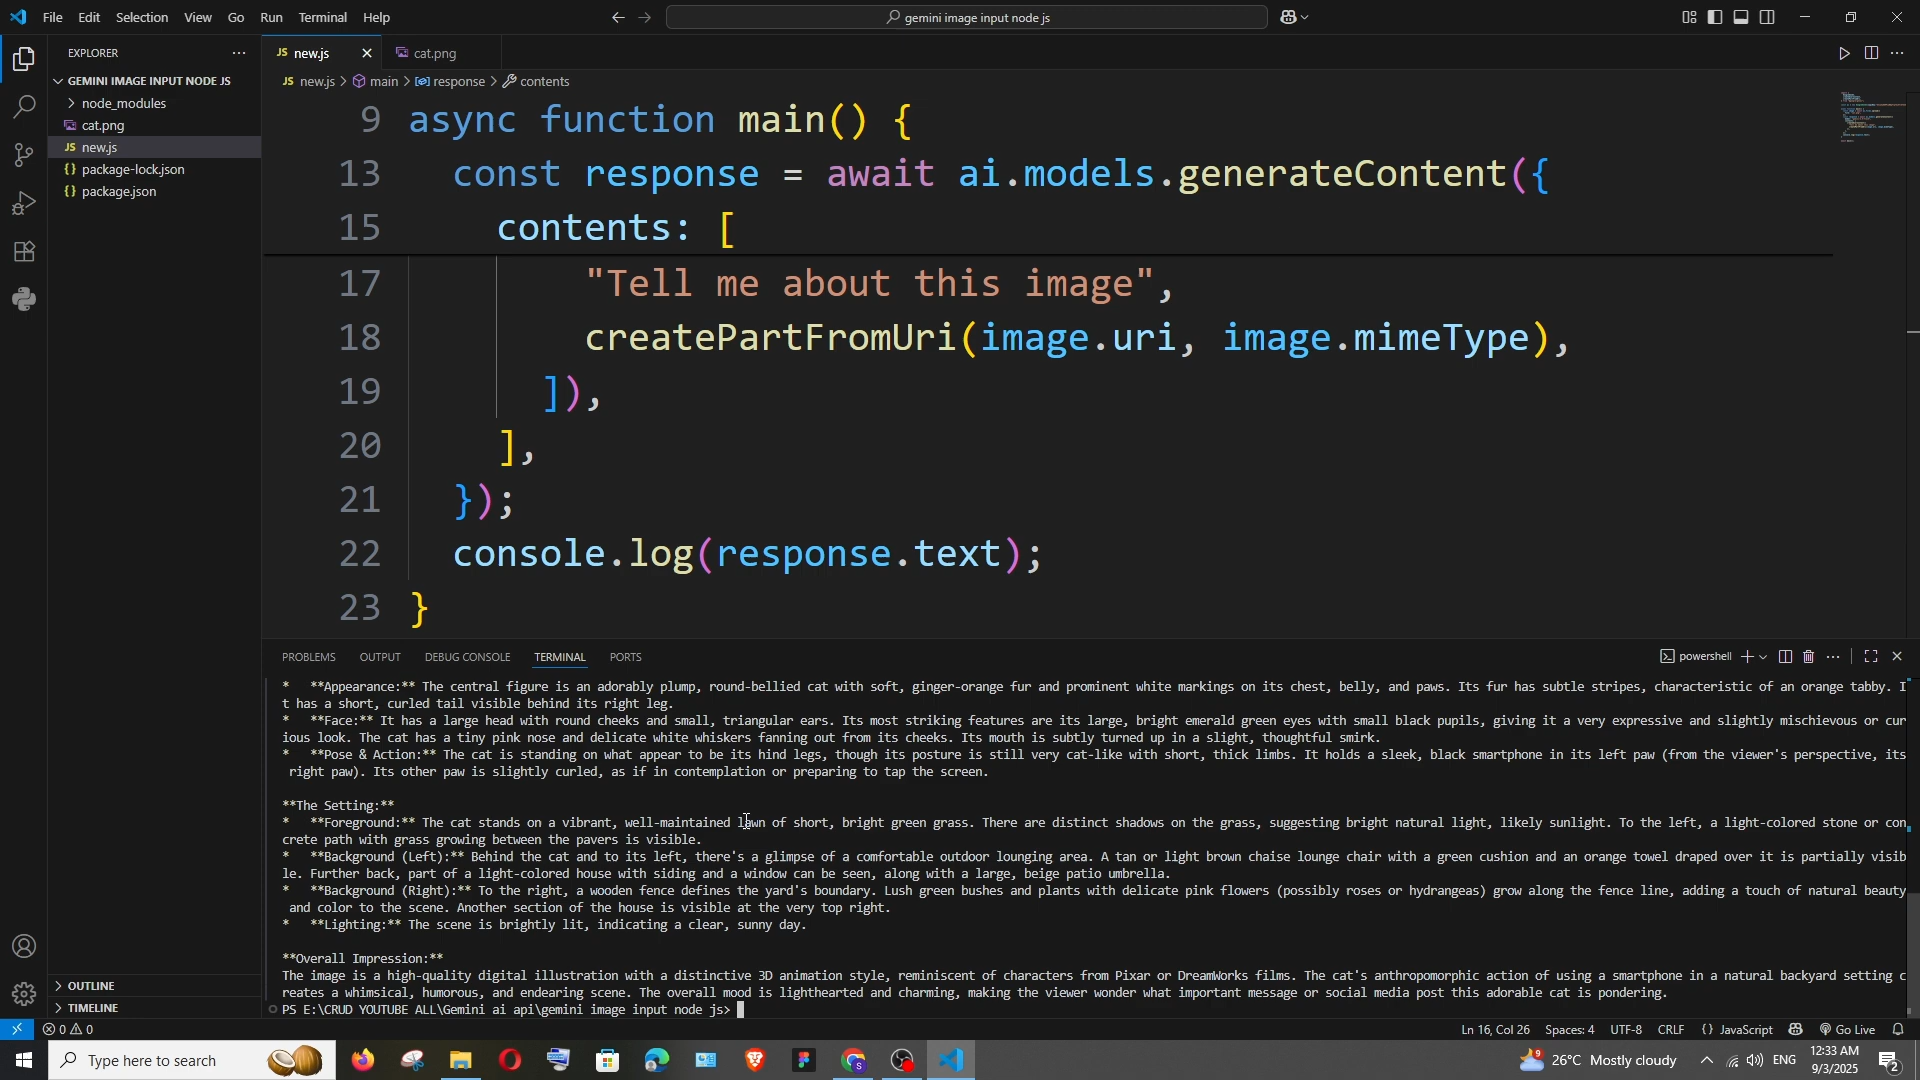 File Edit Selection View Go Run Terminal Help
gemini image input node js
EXPLORER
JS new.js
cat.png
GEMINI IMAGE INPUT NODE JS
JS new.js > main > response > contents
node_modules
cat.png
JS new.js
package-lock.json
package.json
9 async function main() {
13 const response = await ai.models.generateContent({
15 contents: [
17 "Tell me about this image",
18 createPartFromUri(image.uri, image.mimeType),
19 ]),
20 ],
21 });
22 console.log(response.text);
23 }
PROBLEMS OUTPUT DEBUG CONSOLE TERMINAL PORTS
powershell
* **Appearance:** The central figure is an adorably plump, round-bellied cat with soft, ginger-orange fur and prominent white markings on its chest, belly, and paws. Its fur has subtle stripes, characteristic of an orange tabby. I
t has a short, curled tail visible behind its right leg.
* **Face:** It has a large head with round cheeks and small, triangular ears. Its most striking features are its large, bright emerald green eyes with small black pupils, giving it a very expressive and slightly mischievous or cur
ious look. The cat has a tiny pink nose and delicate white whiskers fanning out from its cheeks. Its mouth is subtly turned up in a slight, thoughtful smirk.
* **Pose & Action:** The cat is standing on what appear to be its hind legs, though its posture is still very cat-like with short, thick limbs. It holds a sleek, black smartphone in its left paw (from the viewer's perspective, its
right paw). Its other paw is slightly curled, as if in contemplation or preparing to tap the screen.
**The Setting:**
* **Foreground:** The cat stands on a vibrant, well-maintained lawn of short, bright green grass. There are distinct shadows on the grass, suggesting bright natural light, likely sunlight. To the left, a light-colored stone or con
crete path with grass growing between the pavers is visible.
* **Background (Left):** Behind the cat and to its left, there's a glimpse of a comfortable outdoor lounging area. A tan or light brown chaise lounge chair with a green cushion and an orange towel draped over it is partially visib
le. Further back, part of a light-colored house with siding and a window can be seen, along with a large, beige patio umbrella.
* **Background (Right):** To the right, a wooden fence defines the yard's boundary. Lush green bushes and plants with delicate pink flowers (possibly roses or hydrangeas) grow along the fence line, adding a touch of natural beauty
and color to the scene. Another section of the house is visible at the very top right.
* **Lighting:** The scene is brightly lit, indicating a clear, sunny day.
**Overall Impression:**
The image is a high-quality digital illustration with a distinctive 3D animation style, reminiscent of characters from Pixar or DreamWorks films. The cat's anthropomorphic action of using a smartphone in a natural backyard setting c
reates a whimsical, humorous, and endearing scene. The overall mood is lighthearted and charming, making the viewer wonder what important message or social media post this adorable cat is pondering.
PS E:\CRUD YOUTUBE ALL\Gemini ai api\gemini image input node js>
OUTLINE
TIMELINE
0 0
Ln 16, Col 26 Spaces: 4 UTF-8 CRLF {} JavaScript Go Live
Type here to search
26°C Mostly cloudy ENG 12:33 AM
9/3/2025
2